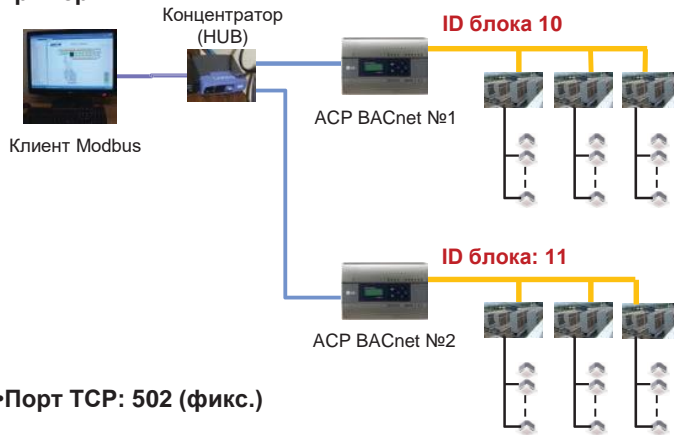 Концентратор
(HUB)
ID блока 10
ACP BACnet №1
Клиент Modbus
ID блока: 11
ACP BACnet №2
•Порт TCP: 502 (фикс.)